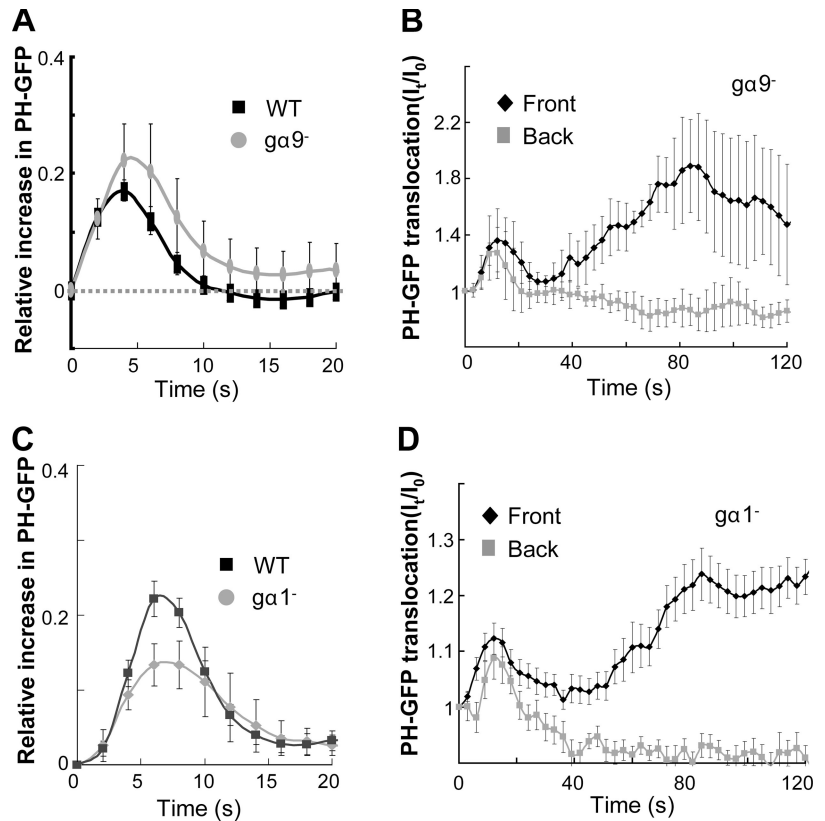 A
Relative increase in PH-GFP
0.4
0.2
0
WT
gα9-
0 5 10 15 20
Time (s)
B
PH-GFP translocation(It/I0)
2.2
1.8
1.4
1
gα9-
Front
Back
0 40 80 120
Time (s)
C
Relative increase in PH-GFP
0.4
0.2
0
WT
gα1-
0 5 10 15 20
Time (s)
D
PH-GFP translocation(It/I0)
1.3
1.2
1.1
1
gα1-
Front
Back
0 40 80 120
Time (s)